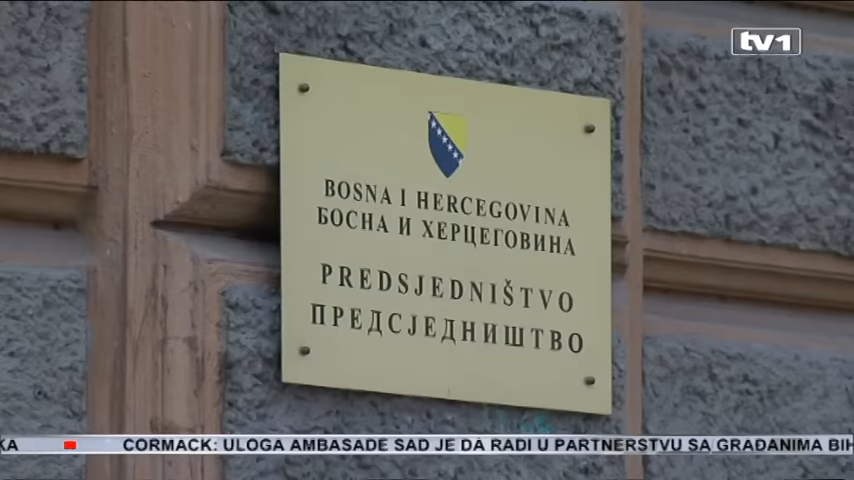 tv1
BOSNA I HERCEGOVINA
БОСНА И ХЕРЦЕГОВИНА
PREDSJEDNIŠTVO
ПРЕДСЈЕДНИШТВО
CORMACK: ULOGA AMBASADE SAD JE DA RADI U PARTNERSTVU SA GRAĐANIMA BIH